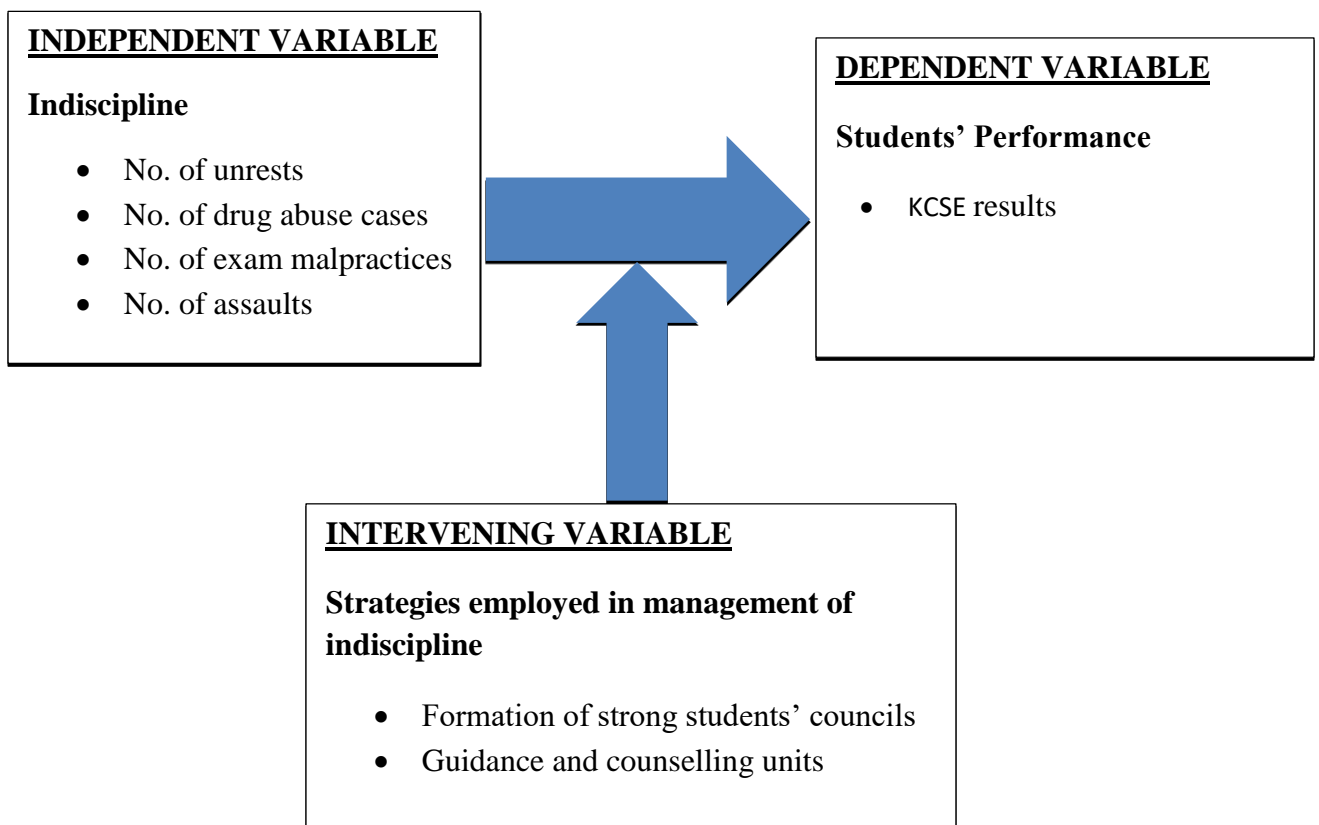 INDEPENDENT VARIABLE
Indiscipline
• No. of unrests
• No. of drug abuse cases
• No. of exam malpractices
• No. of assaults
DEPENDENT VARIABLE
Students’ Performance
• KCSE results
INTERVENING VARIABLE
Strategies employed in management of
indiscipline
• Formation of strong students’ councils
• Guidance and counselling units